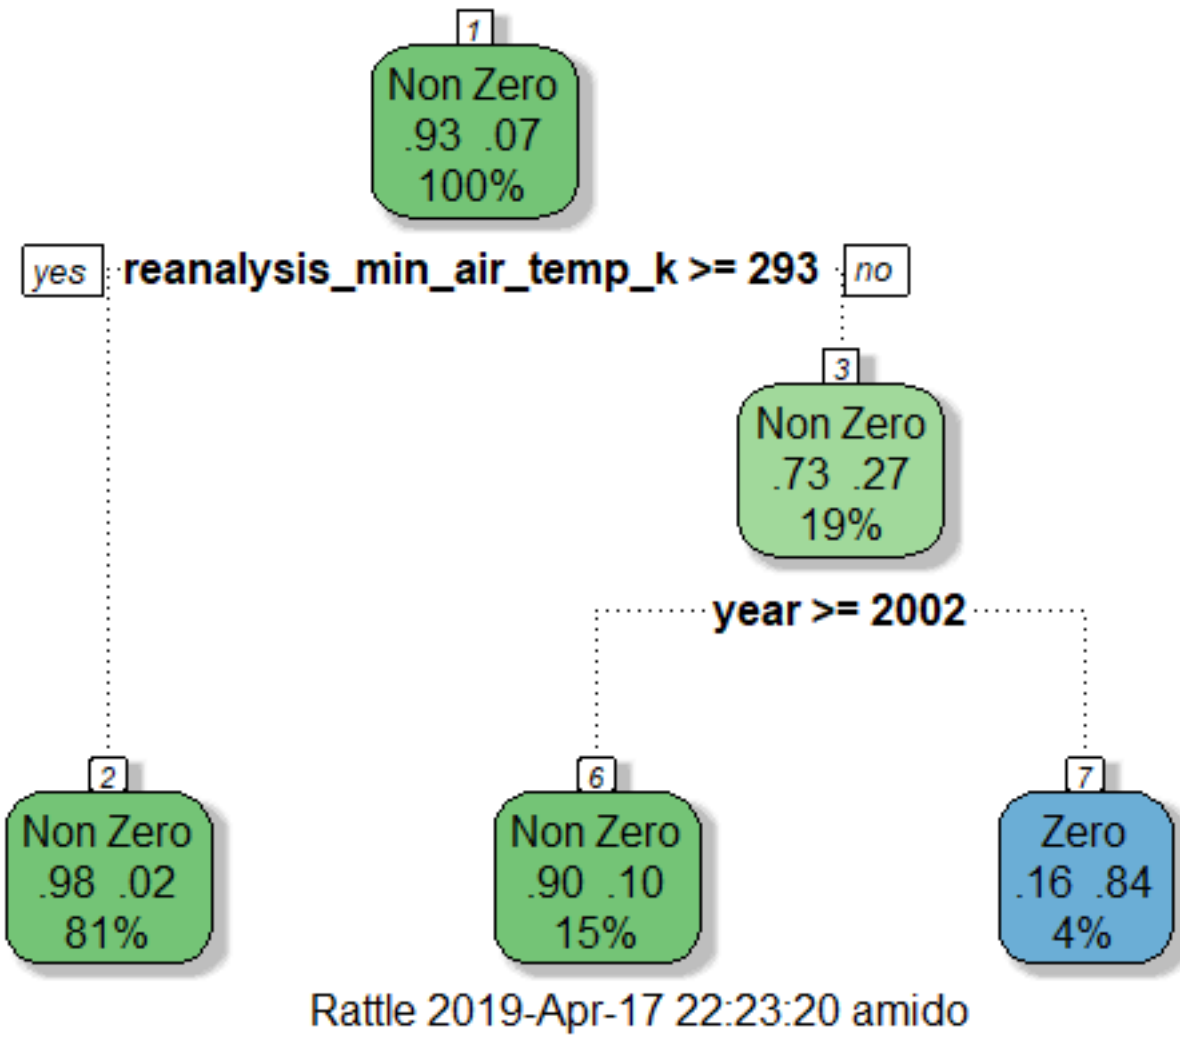 1
Non Zero
.93 .07
100%
yes reanalysis_min_air_temp_k >= 293 no
3
Non Zero
.73 .27
19%
year >= 2002
2
Non Zero
.98 .02
81%
6
Non Zero
.90 .10
15%
7
Zero
.16 .84
4%
Rattle 2019-Apr-17 22:23:20 amido